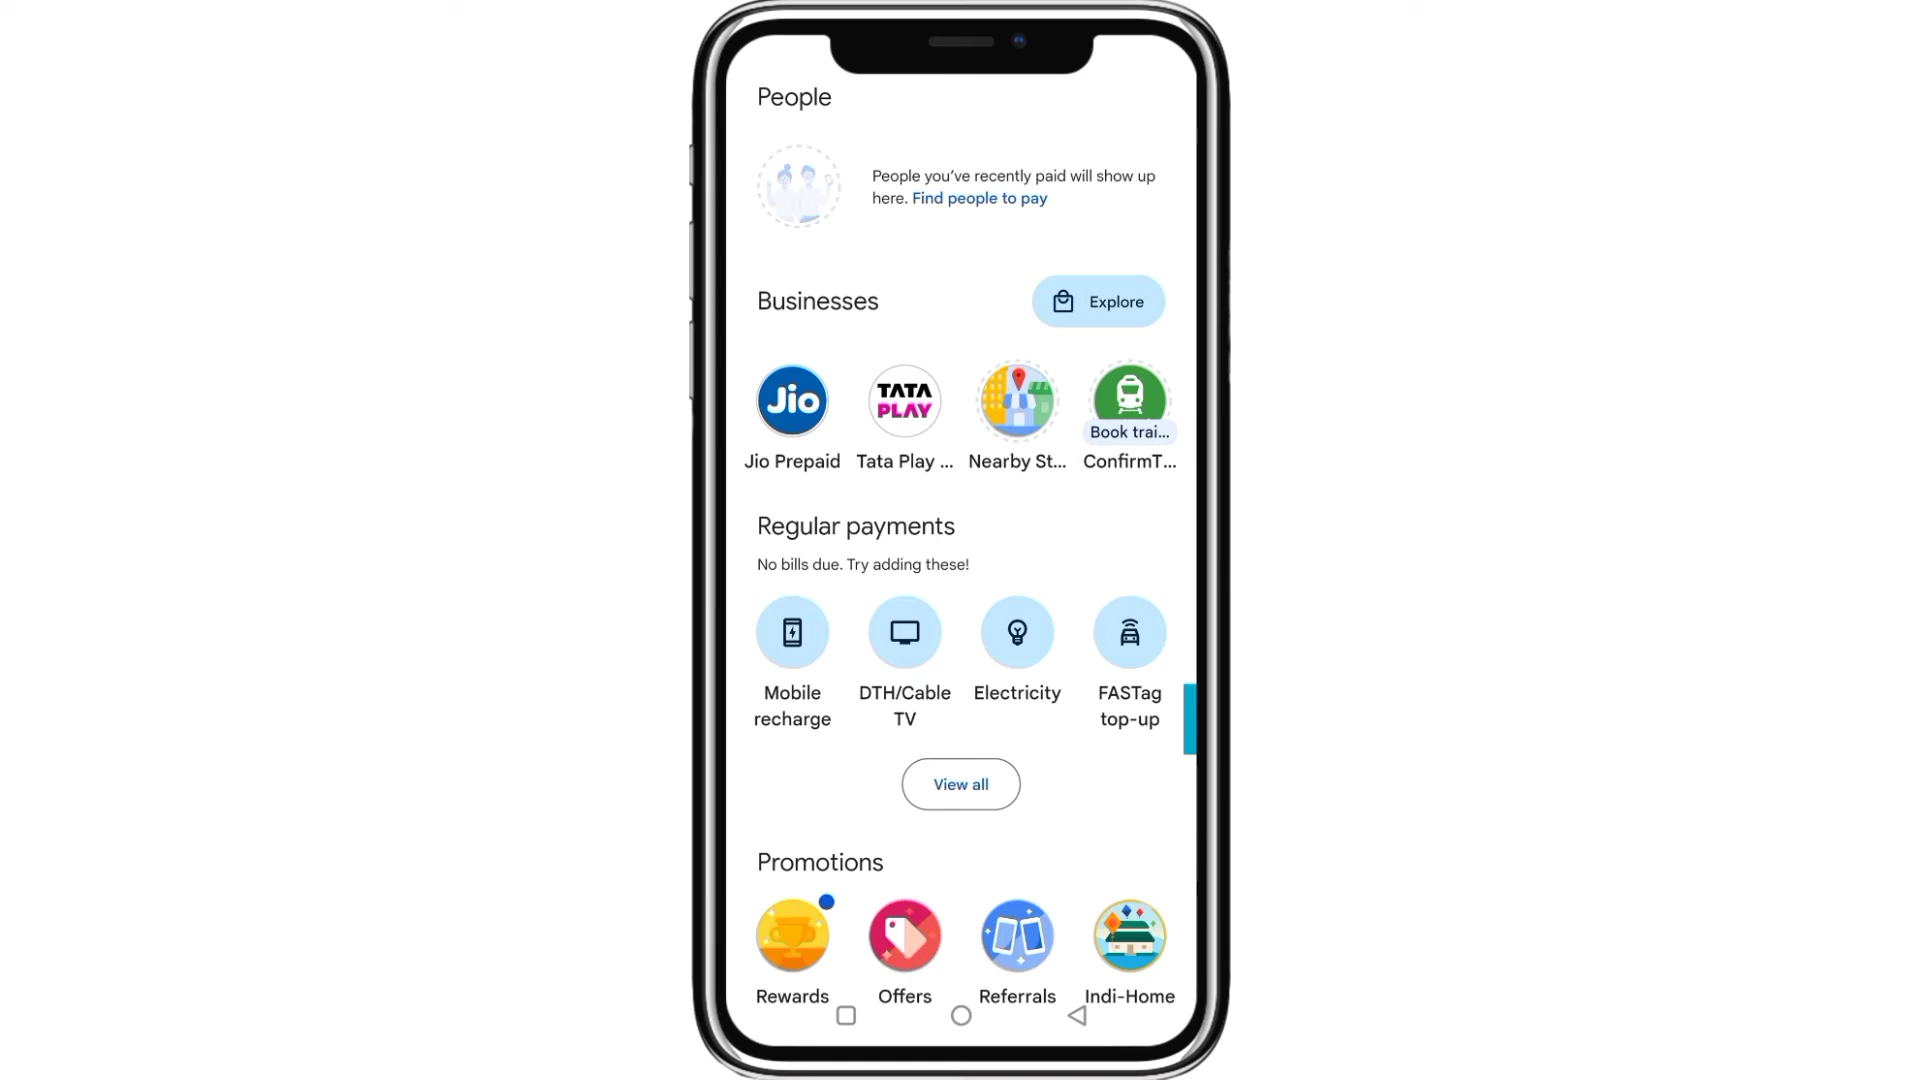 People
People you’ve recently paid will show up
here. Find people to pay
Businesses
Explore
Jio
TATA
PLAY
Book trai...
Jio Prepaid
Tata Play ...
Nearby St...
ConfirmT...
Regular payments
No bills due. Try adding these!
Mobile
recharge
DTH/Cable
TV
Electricity
FASTag
top-up
View all
Promotions
Rewards
Offers
Referrals
Indi-Home